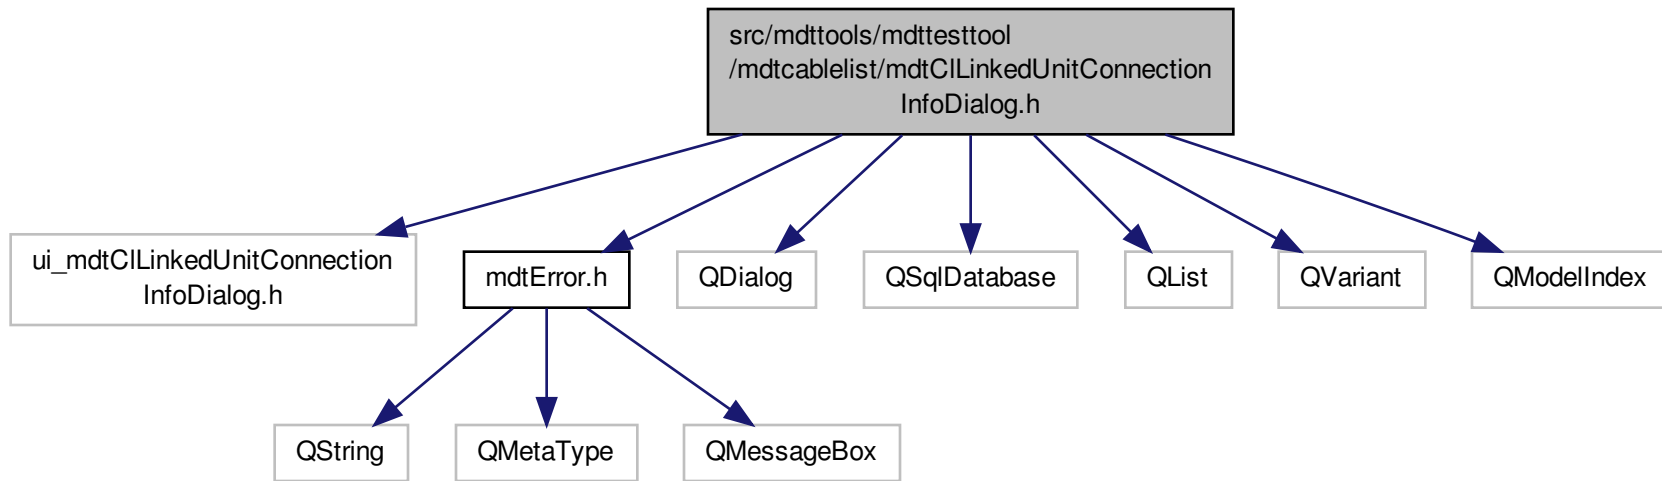 src/mdttools/mdttesttool
/mdtcablelist/mdtClLinkedUnitConnection
InfoDialog.h
ui_mdtClLinkedUnitConnection
InfoDialog.h
mdtError.h
QDialog
QSqlDatabase
QList
QVariant
QModelIndex
QString
QMetaType
QMessageBox